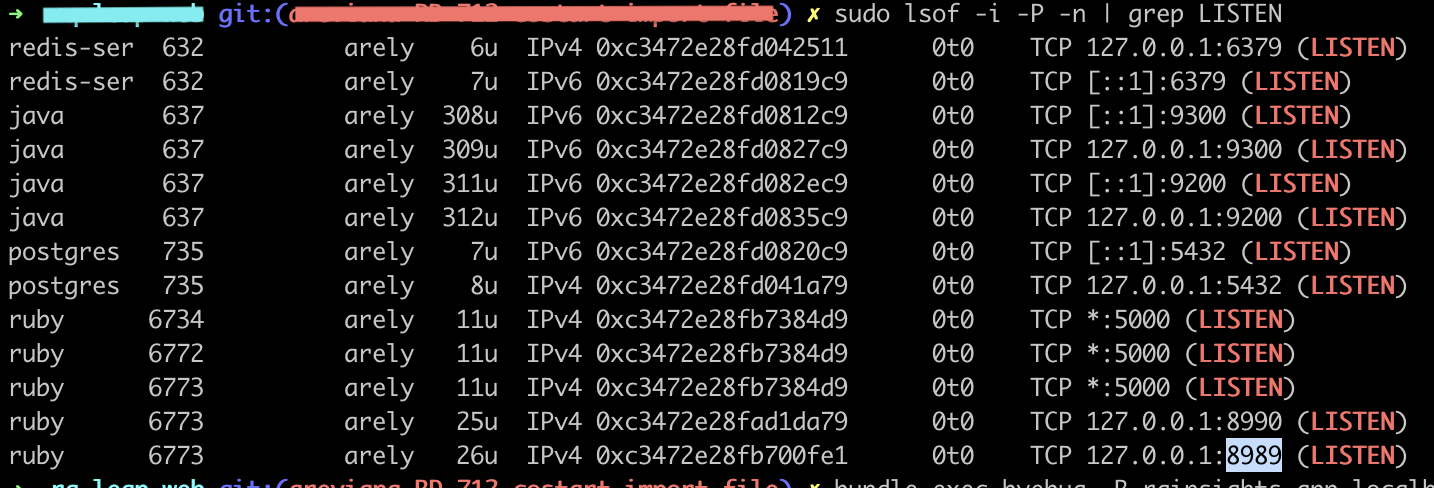 → git:( ) ✗ sudo lsof -i -P -n | grep LISTEN
redis-ser 632 arely 6u IPv4 0xc3472e28fd042511 0t0 TCP 127.0.0.1:6379 (LISTEN)
redis-ser 632 arely 7u IPv6 0xc3472e28fd0819c9 0t0 TCP [::1]:6379 (LISTEN)
java 637 arely 308u IPv6 0xc3472e28fd0812c9 0t0 TCP [::1]:9300 (LISTEN)
java 637 arely 309u IPv6 0xc3472e28fd0827c9 0t0 TCP 127.0.0.1:9300 (LISTEN)
java 637 arely 311u IPv6 0xc3472e28fd082ec9 0t0 TCP [::1]:9200 (LISTEN)
java 637 arely 312u IPv6 0xc3472e28fd0835c9 0t0 TCP 127.0.0.1:9200 (LISTEN)
postgres 735 arely 7u IPv6 0xc3472e28fd0820c9 0t0 TCP [::1]:5432 (LISTEN)
postgres 735 arely 8u IPv4 0xc3472e28fd041a79 0t0 TCP 127.0.0.1:5432 (LISTEN)
ruby 6734 arely 11u IPv4 0xc3472e28fb7384d9 0t0 TCP *:5000 (LISTEN)
ruby 6772 arely 11u IPv4 0xc3472e28fb7384d9 0t0 TCP *:5000 (LISTEN)
ruby 6773 arely 11u IPv4 0xc3472e28fb7384d9 0t0 TCP *:5000 (LISTEN)
ruby 6773 arely 25u IPv4 0xc3472e28fad1da79 0t0 TCP 127.0.0.1:8990 (LISTEN)
ruby 6773 arely 26u IPv4 0xc3472e28fb700fe1 0t0 TCP 127.0.0.1:8989 (LISTEN)